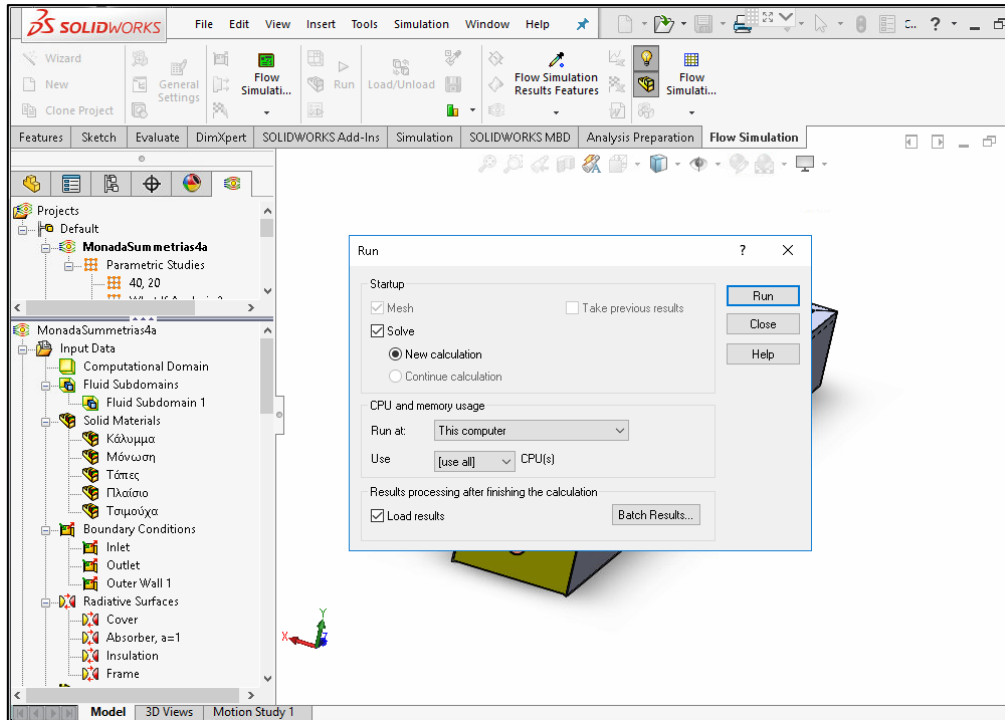 SOLIDWORKS
File Edit View Insert Tools Simulation Window Help
C.. ?
Wizard
New
Clone Project
General Settings
Flow Simulati...
Run
Load/Unload
Flow Simulation Results Features
Flow Simulati...
Features Sketch Evaluate DimXpert SOLIDWORKS Add-Ins Simulation SOLIDWORKS MBD Analysis Preparation Flow Simulation
Projects
Default
MonadaSummetrias4a
Parametric Studies
40, 20
MonadaSummetrias4a
Input Data
Computational Domain
Fluid Subdomains
Fluid Subdomain 1
Solid Materials
Κάλυμμα
Μόνωση
Τάπες
Πλαίσιο
Τσιμούχα
Boundary Conditions
Inlet
Outlet
Outer Wall 1
Radiative Surfaces
Cover
Absorber, a=1
Insulation
Frame
Run ?
Startup
Mesh Take previous results
Solve
New calculation
Continue calculation
CPU and memory usage
Run at: This computer
Use [use all] CPU(s)
Results processing after finishing the calculation
Load results Batch Results...
Run
Close
Help
Y
X
Z
Model 3D Views Motion Study 1